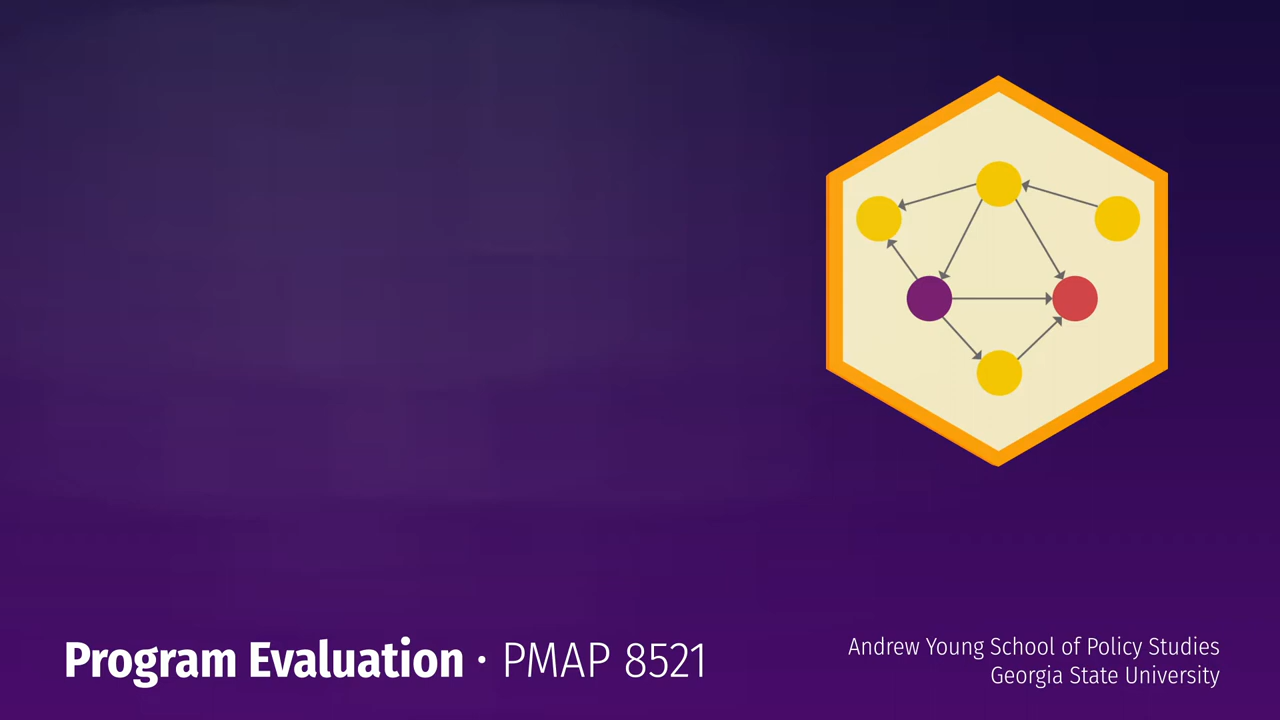 Program Evaluation · PMAP 8521
Andrew Young School of Policy Studies
Georgia State University